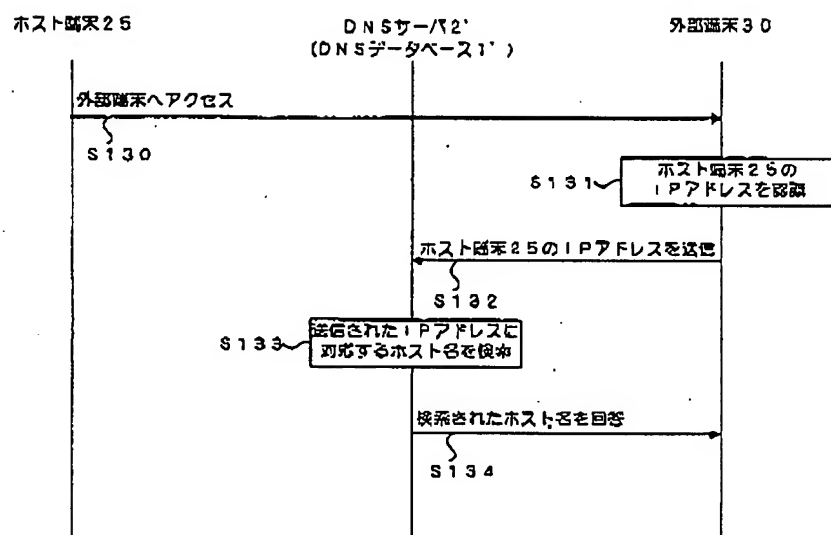 ホスト端末25
DNSサーバ2'
(DNSデータベース1')
外部端末30
外部端末へアクセス
S130
S131
ホスト端末25の
IPアドレスを認識
ホスト端末25のIPアドレスを送信
S132
S133
送信されたIPアドレスに
対応するホスト名を検索
検索されたホスト名を回答
S134